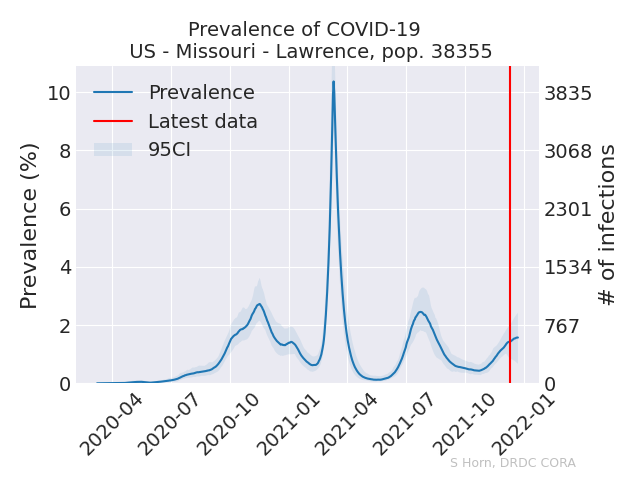 Prevalence of COVID-19
US - Missouri - Lawrence, pop. 38355
Prevalence
Latest data
95CI
Prevalence (%)
10
8
6
4
2
0
3835
3068
2301
1534
767
0
# of infections
2020-04
2020-07
2020-10
2021-01
2021-04
2021-07
2021-10
2022-01
S Horn, DRDC CORA